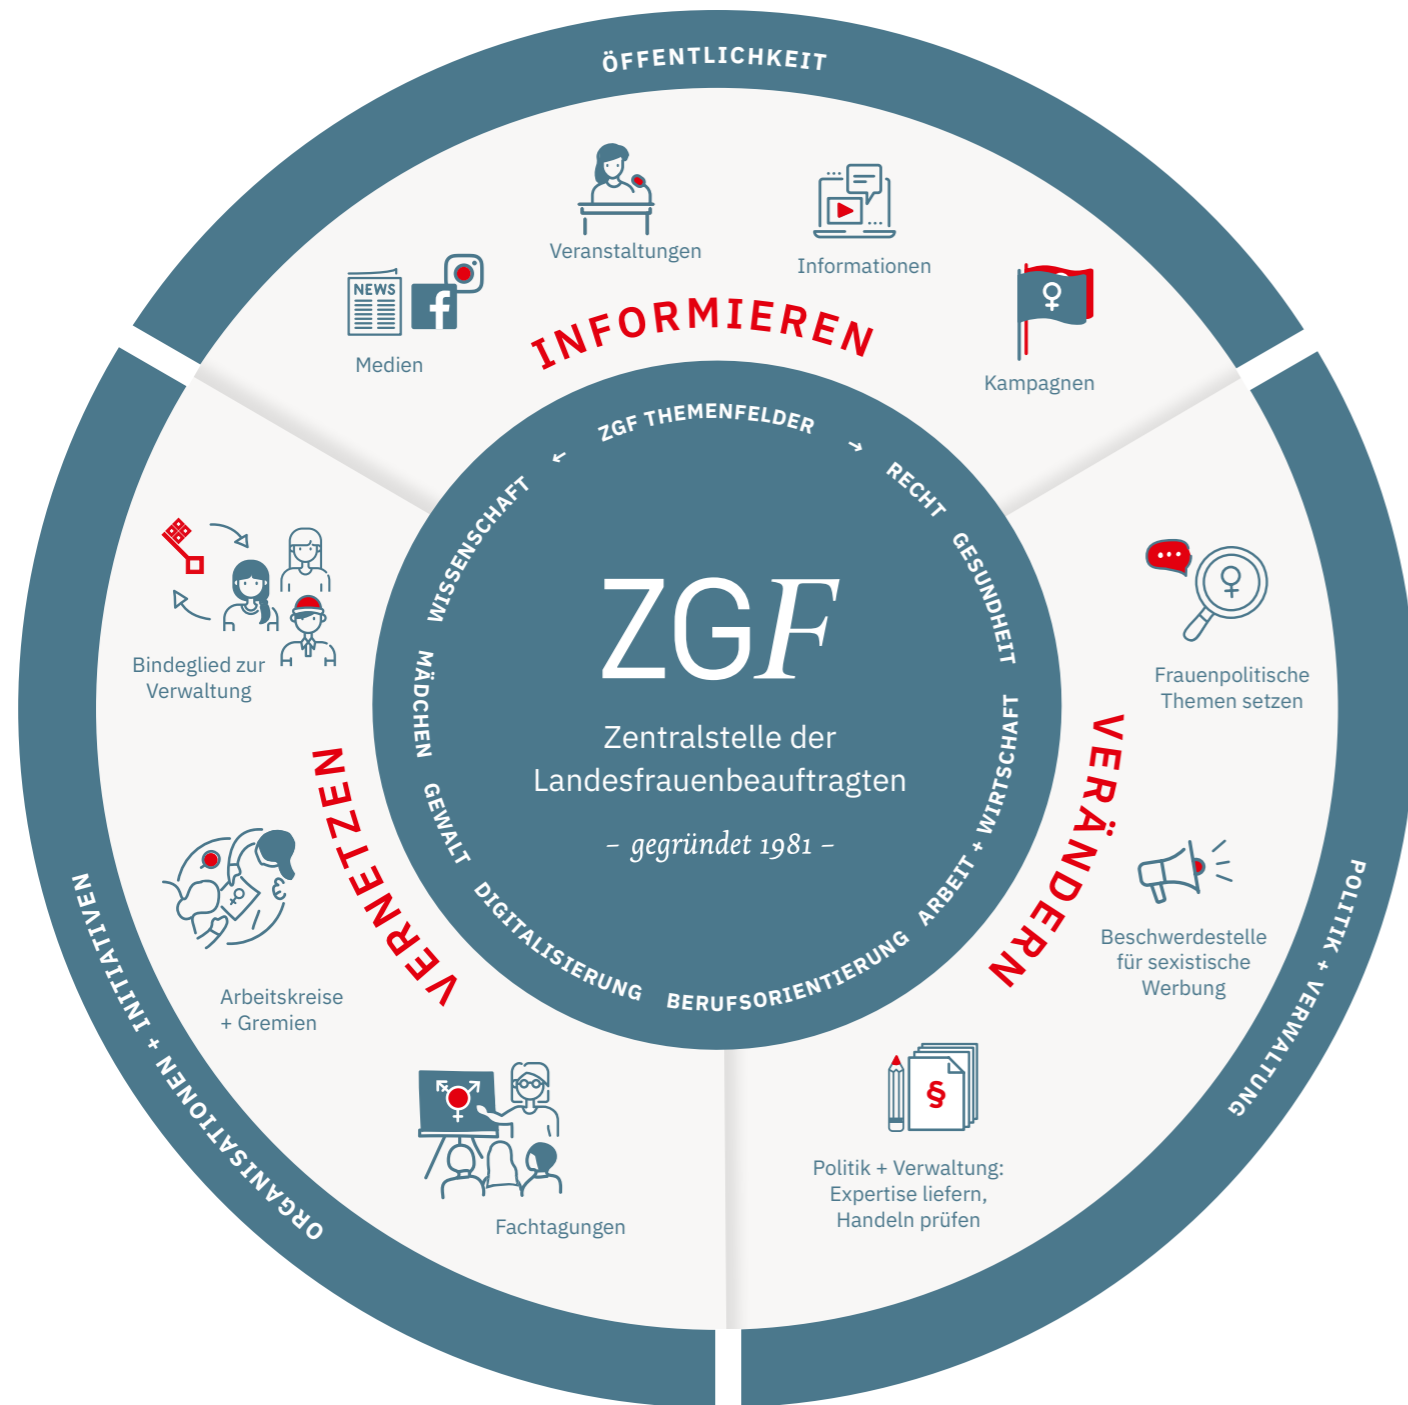 ÖFFENTLICHKEIT
Veranstaltungen
Informationen
NEWS
Medien
Kampagnen
INFORMIEREN
← ZGF THEMENFELDER →
RECHT
GESUNDHEIT
ARBEIT + WIRTSCHAFT
BERUFSORIENTIERUNG
DIGITALISIERUNG
GEWALT
MÄDCHEN
WISSENSCHAFT
ZGF
Zentralstelle der
Landesfrauenbeauftragten
– gegründet 1981 –
Frauenpolitische
Themen setzen
VERÄNDERN
Beschwerdestelle
für sexistische
Werbung
§
Politik + Verwaltung:
Expertise liefern,
Handeln prüfen
POLITIK + VERWALTUNG
Bindeglied zur
Verwaltung
VERNETZEN
€
Arbeitskreise
+ Gremien
Fachtagungen
ORGANISATIONEN + INITIATIVEN